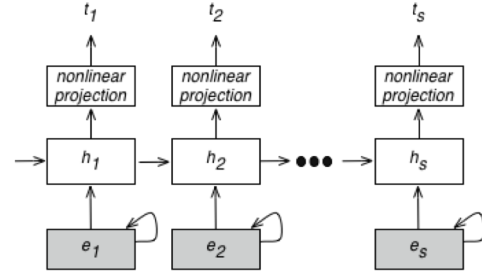 t1 t2 ts
nonlinear projection nonlinear projection nonlinear projection
h1 h2 hs
e1 e2 es